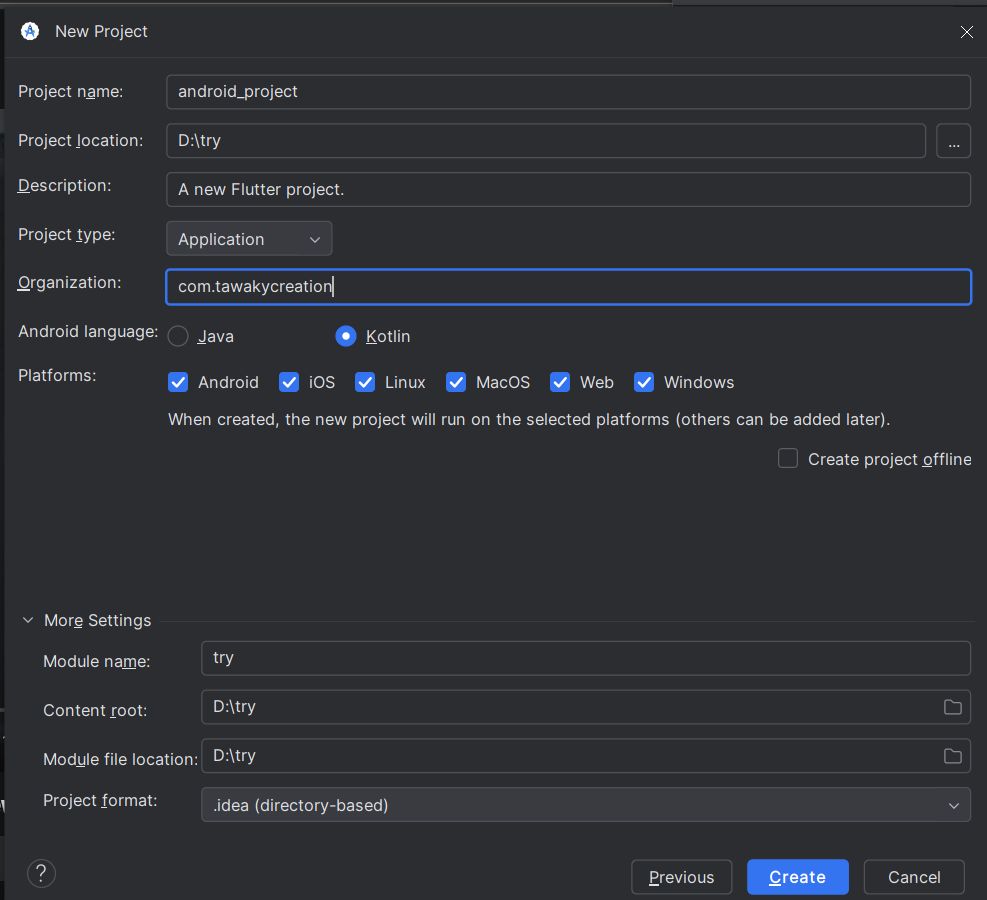 New Project
Project name: android_project
Project location: D:\try ...
Description: A new Flutter project.
Project type: Application
Organization: com.tawakycreation
Android language: Java Kotlin
Platforms: Android iOS Linux MacOS Web Windows
When created, the new project will run on the selected platforms (others can be added later).
Create project offline
More Settings
Module name: try
Content root: D:\try
Module file location: D:\try
Project format: .idea (directory-based)
? Previous Create Cancel